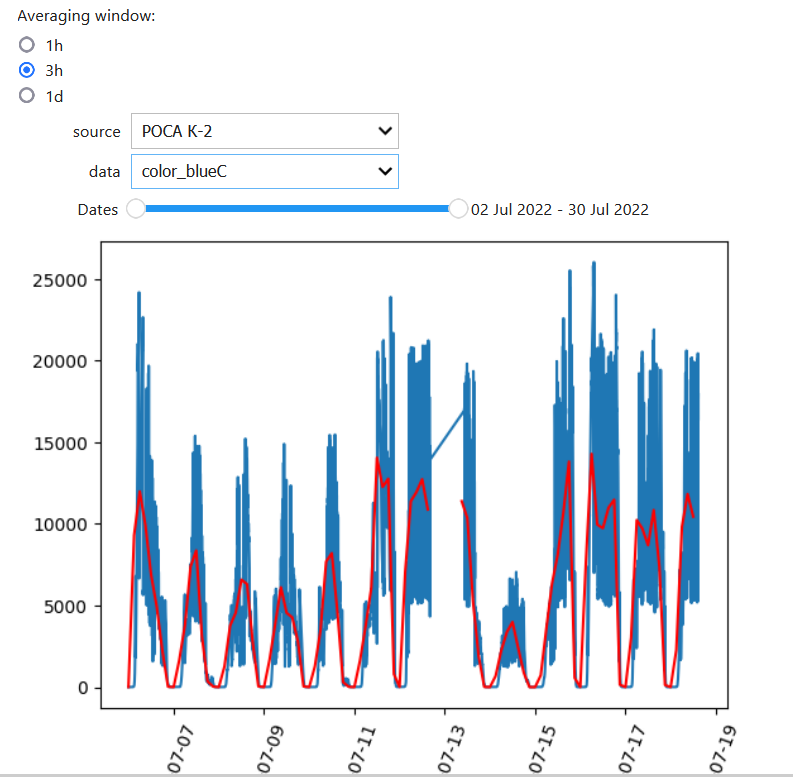 Averaging window:
1h
3h
1d
source POCA K-2
data color_blueC
Dates 02 Jul 2022 - 30 Jul 2022
25000
20000
15000
10000
5000
0
07-07 07-09 07-11 07-13 07-15 07-17 07-19